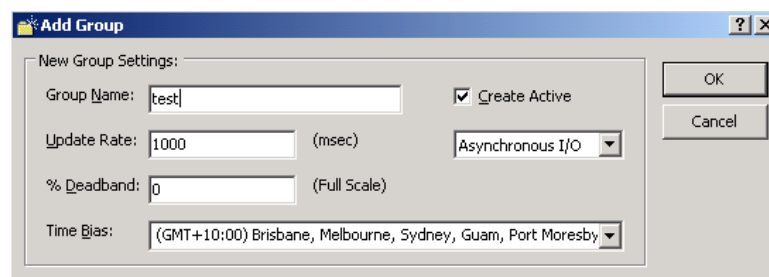 Add Group
New Group Settings:
Group Name: test
Create Active
OK
Update Rate: 1000 (msec)
Asynchronous I/O
Cancel
% Deadband: 0 (Full Scale)
Time Bias: (GMT+10:00) Brisbane, Melbourne, Sydney, Guam, Port Moresby